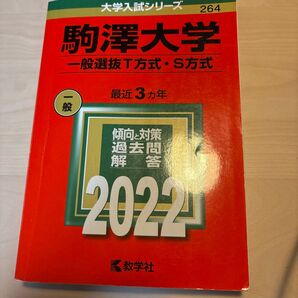 大学入試シリーズ
264
駒澤大学
一般選抜T方式・S方式
一般
最近3カ年
傾向と対策
過去問
解答
2022
教学社